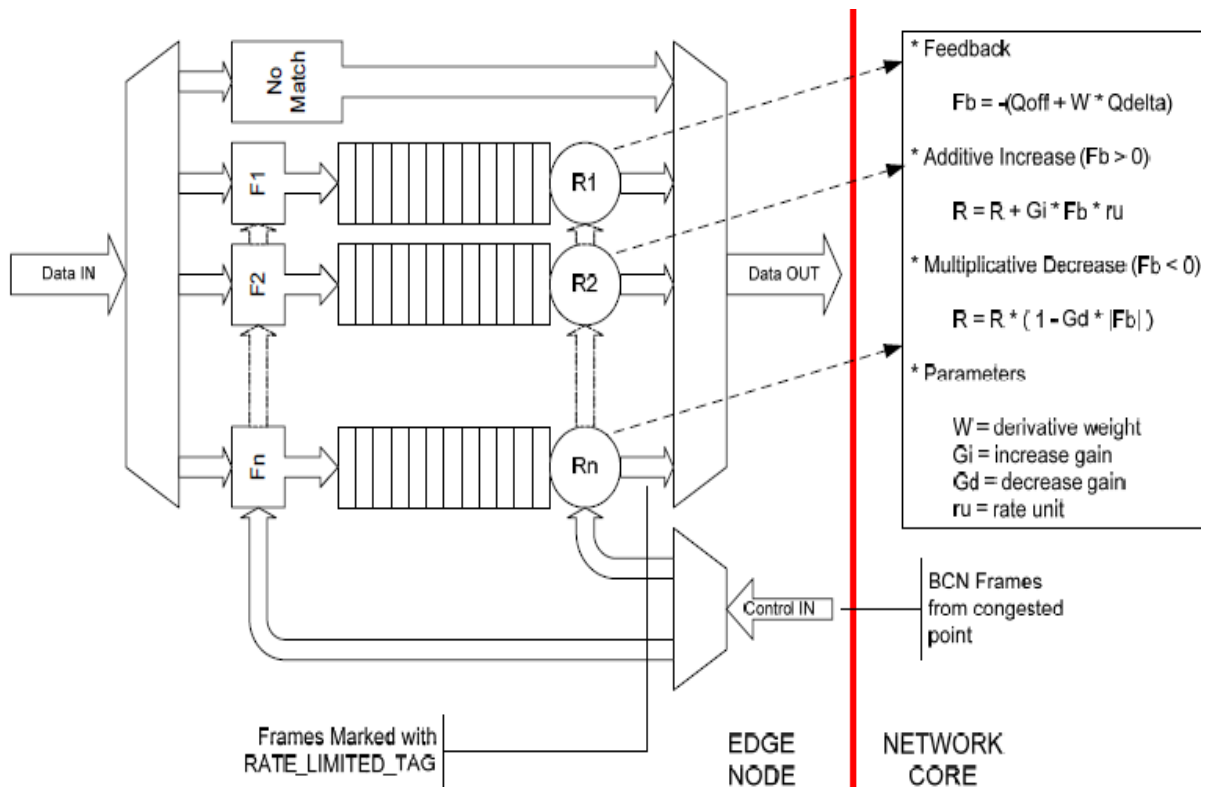 No
Match
F1
R1
F2
R2
Fn
Rn
Data IN
Data OUT
Control IN
* Feedback
Fb = -(Qoff + W * Qdelta)
* Additive Increase (Fb > 0)
R = R + Gi * Fb * ru
* Multiplicative Decrease (Fb < 0)
R = R * ( 1 - Gd * |Fb| )
* Parameters
W = derivative weight
Gi = increase gain
Gd = decrease gain
ru = rate unit
BCN Frames
from congested
point
Frames Marked with
RATE_LIMITED_TAG
EDGE
NODE
NETWORK
CORE